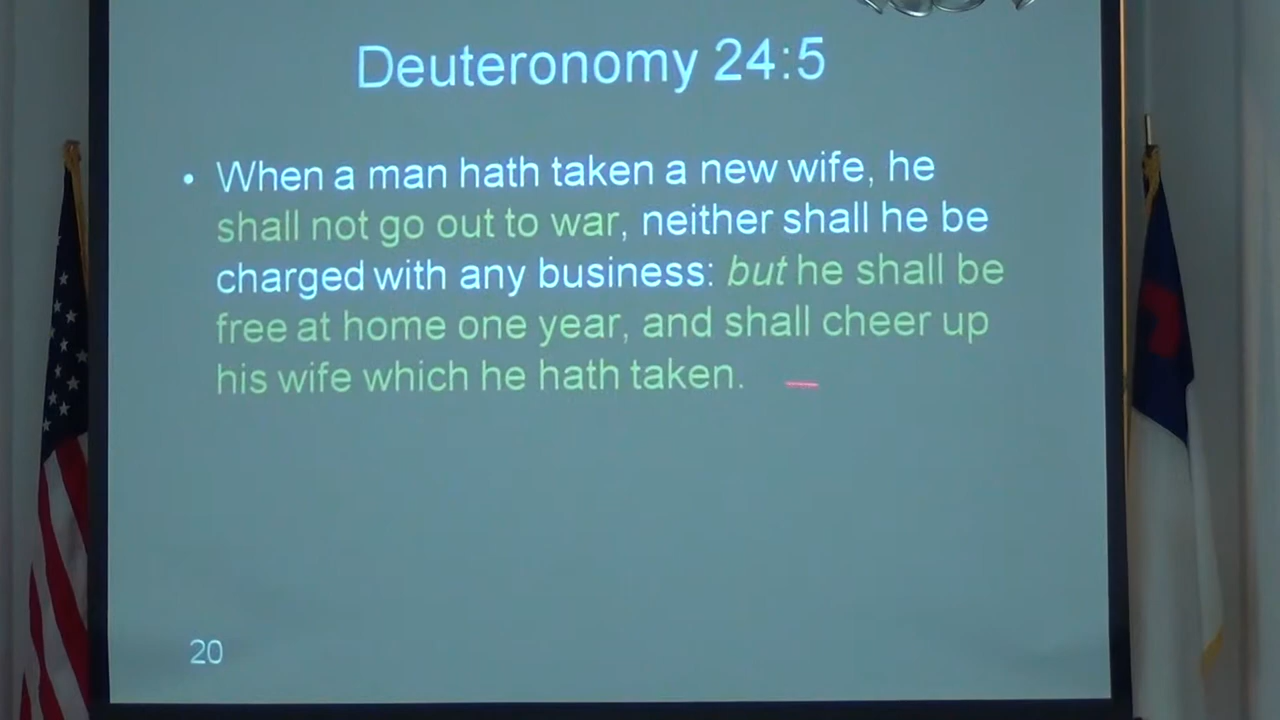 Deuteronomy 24:5
• When a man hath taken a new wife, he
shall not go out to war, neither shall he be
charged with any business: but he shall be
free at home one year, and shall cheer up
his wife which he hath taken.
20